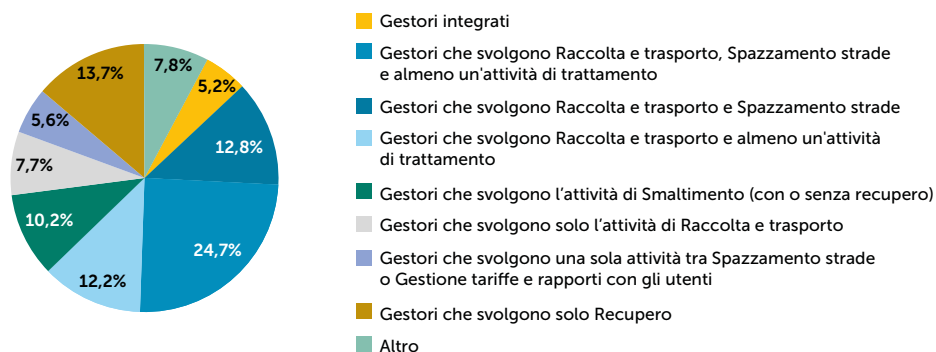 7,8%
5,2%
12,8%
24,7%
12,2%
10,2%
7,7%
5,6%
13,7%
Gestori integrati
Gestori che svolgono Raccolta e trasporto, Spazzamento strade
e almeno un'attività di trattamento
Gestori che svolgono Raccolta e trasporto e Spazzamento strade
Gestori che svolgono Raccolta e trasporto e almeno un'attività
di trattamento
Gestori che svolgono l’attività di Smaltimento (con o senza recupero)
Gestori che svolgono solo l’attività di Raccolta e trasporto
Gestori che svolgono una sola attività tra Spazzamento strade
o Gestione tariffe e rapporti con gli utenti
Gestori che svolgono solo Recupero
Altro